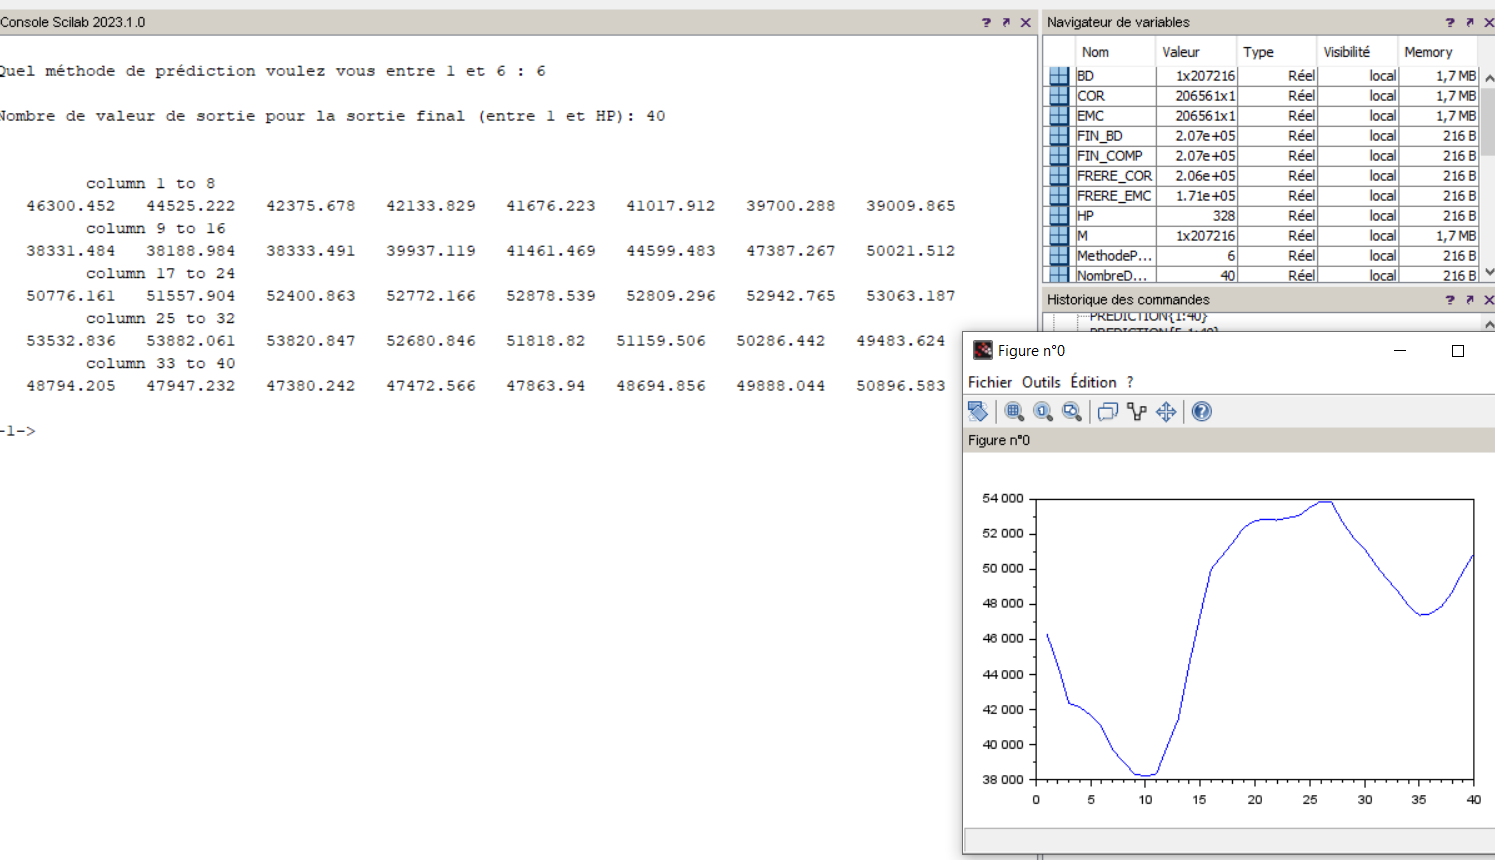 Console Scilab 2023.1.0
Quel méthode de prédiction voulez vous entre 1 et 6 : 6
Nombre de valeur de sortie pour la sortie final (entre 1 et HP): 40
column 1 to 8
46300.452 44525.222 42375.678 42133.829 41676.223 41017.912 39700.288 39009.865
column 9 to 16
38331.484 38188.984 38333.491 39937.119 41461.469 44599.483 47387.267 50021.512
column 17 to 24
50776.161 51557.904 52400.863 52772.166 52878.539 52809.296 52942.765 53063.187
column 25 to 32
53532.836 53882.061 53820.847 52680.846 51818.82 51159.506 50286.442 49483.624
column 33 to 40
48794.205 47947.232 47380.242 47472.566 47863.94 48694.856 49888.044 50896.583
-1->
Navigateur de variables
Nom Valeur Type Visibilité Memory
BD 1x207216 Réel local 1,7 MB
COR 206561x1 Réel local 1,7 MB
EMC 206561x1 Réel local 1,7 MB
FIN_BD 2.07e+05 Réel local 216 B
FIN_COMP 2.07e+05 Réel local 216 B
FRERE_COR 2.06e+05 Réel local 216 B
FRERE_EMC 1.71e+05 Réel local 216 B
HP 328 Réel local 216 B
M 1x207216 Réel local 1,7 MB
MethodeP... 6 Réel local 216 B
NombreD... 40 Réel local 216 B
Historique des commandes
PREDICTION{1:40}
Figure n°0
Fichier Outils Édition ?
Figure n°0
54 000
52 000
50 000
48 000
46 000
44 000
42 000
40 000
38 000
0 5 10 15 20 25 30 35 40